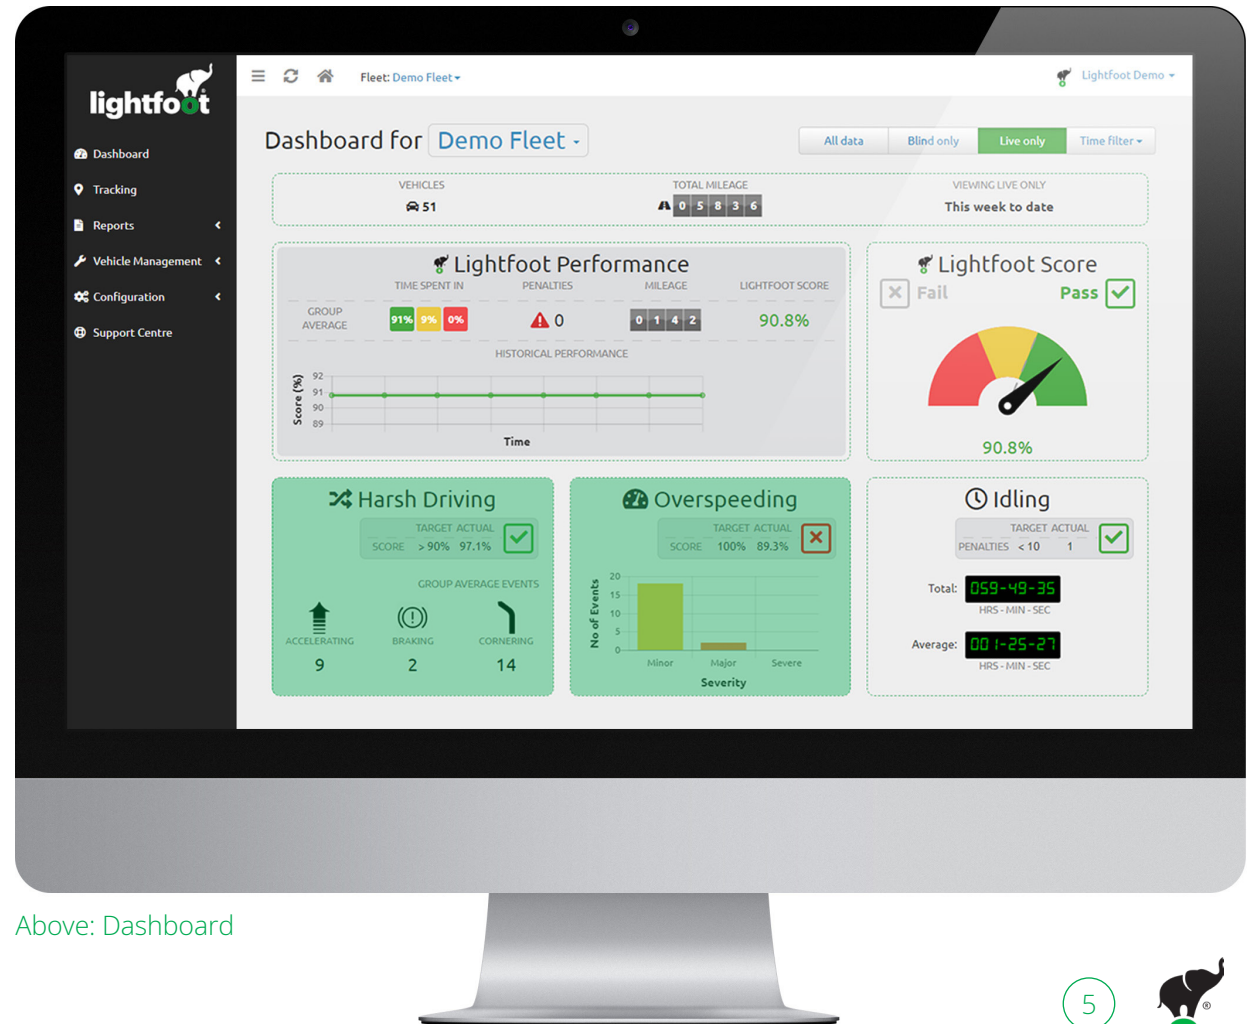 lightfoot
Fleet: Demo Fleet
Lightfoot Demo
Dashboard
Tracking
Reports
Vehicle Management
Configuration
Support Centre
Dashboard for Demo Fleet
All data Blind only Live only Time filter
VEHICLES TOTAL MILEAGE VIEWING LIVE ONLY
51 0 5 8 3 6 This week to date
Lightfoot Performance
TIME SPENT IN PENALTIES MILEAGE LIGHTFOOT SCORE
GROUP
AVERAGE
91% 9% 0% 0 0 1 4 2 90.8%
HISTORICAL PERFORMANCE
Score (%)
92
91
90
89
Time
Lightfoot Score
Fail Pass
90.8%
Harsh Driving
TARGET ACTUAL
SCORE > 90% 97.1%
GROUP AVERAGE EVENTS
ACCELERATING BRAKING CORNERING
9 2 14
Overspeeding
TARGET ACTUAL
SCORE 100% 89.3%
No of Events
20
15
10
5
0
Minor Major Severe
Severity
Idling
TARGET ACTUAL
PENALTIES < 10 1
Total: 059-49-35
HRS - MIN - SEC
Average: 001-25-27
HRS - MIN - SEC
Above: Dashboard
5
®